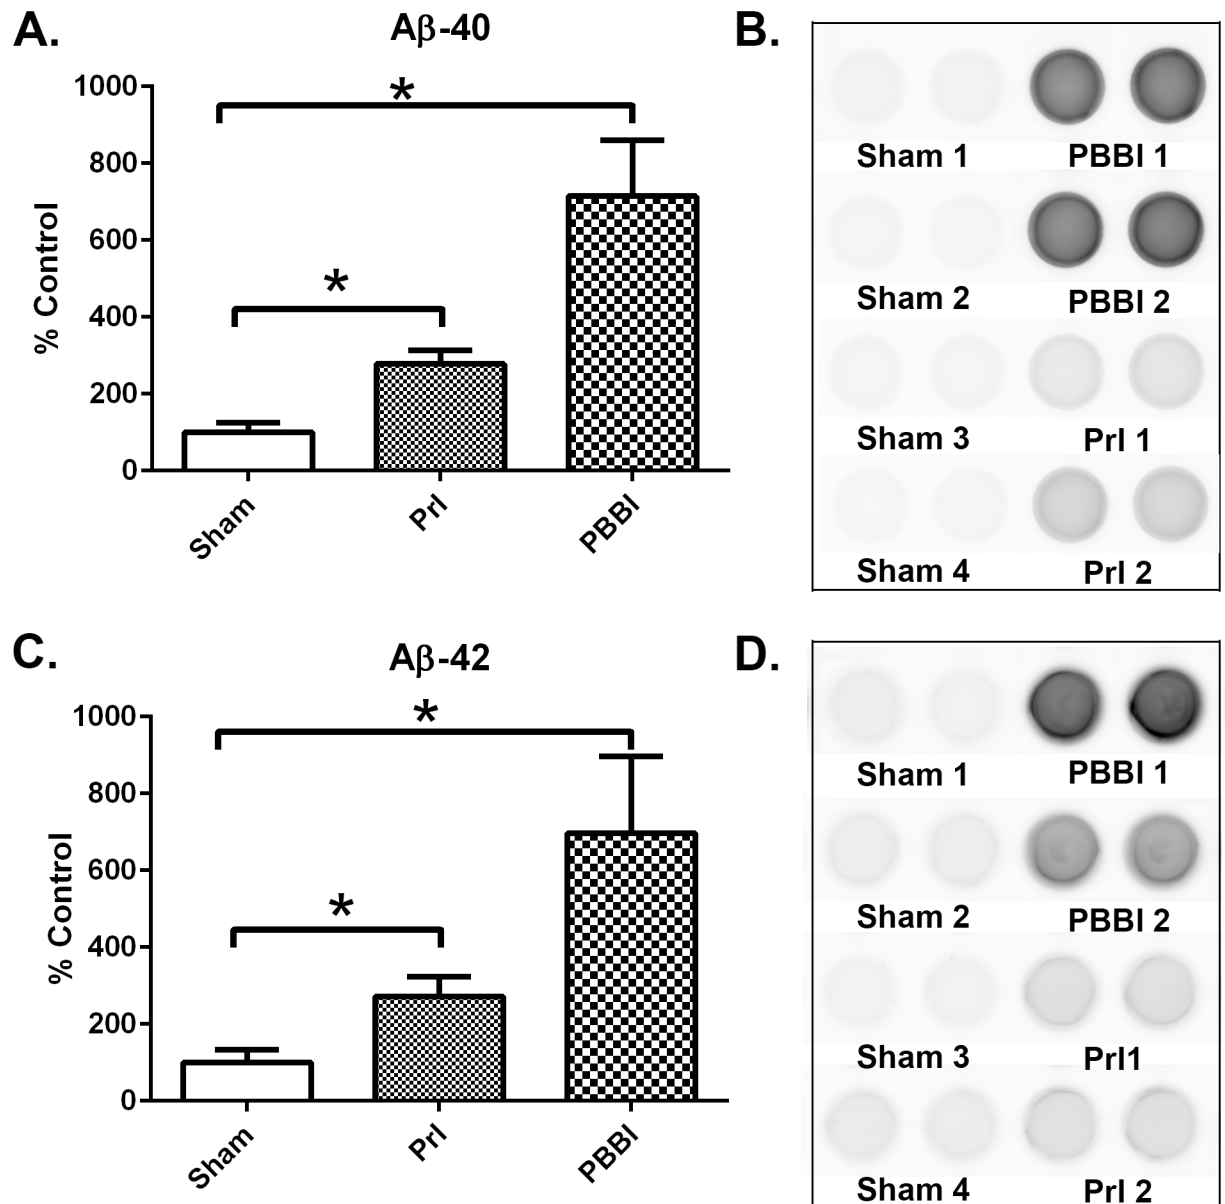 A.
Aβ-40
% Control
1000
800
600
400
200
0
*
*
Sham
PrI
PBBI
B.
Sham 1 PBBI 1
Sham 2 PBBI 2
Sham 3 PrI 1
Sham 4 PrI 2
C.
Aβ-42
% Control
1000
800
600
400
200
0
*
*
Sham
PrI
PBBI
D.
Sham 1 PBBI 1
Sham 2 PBBI 2
Sham 3 PrI1
Sham 4 PrI 2